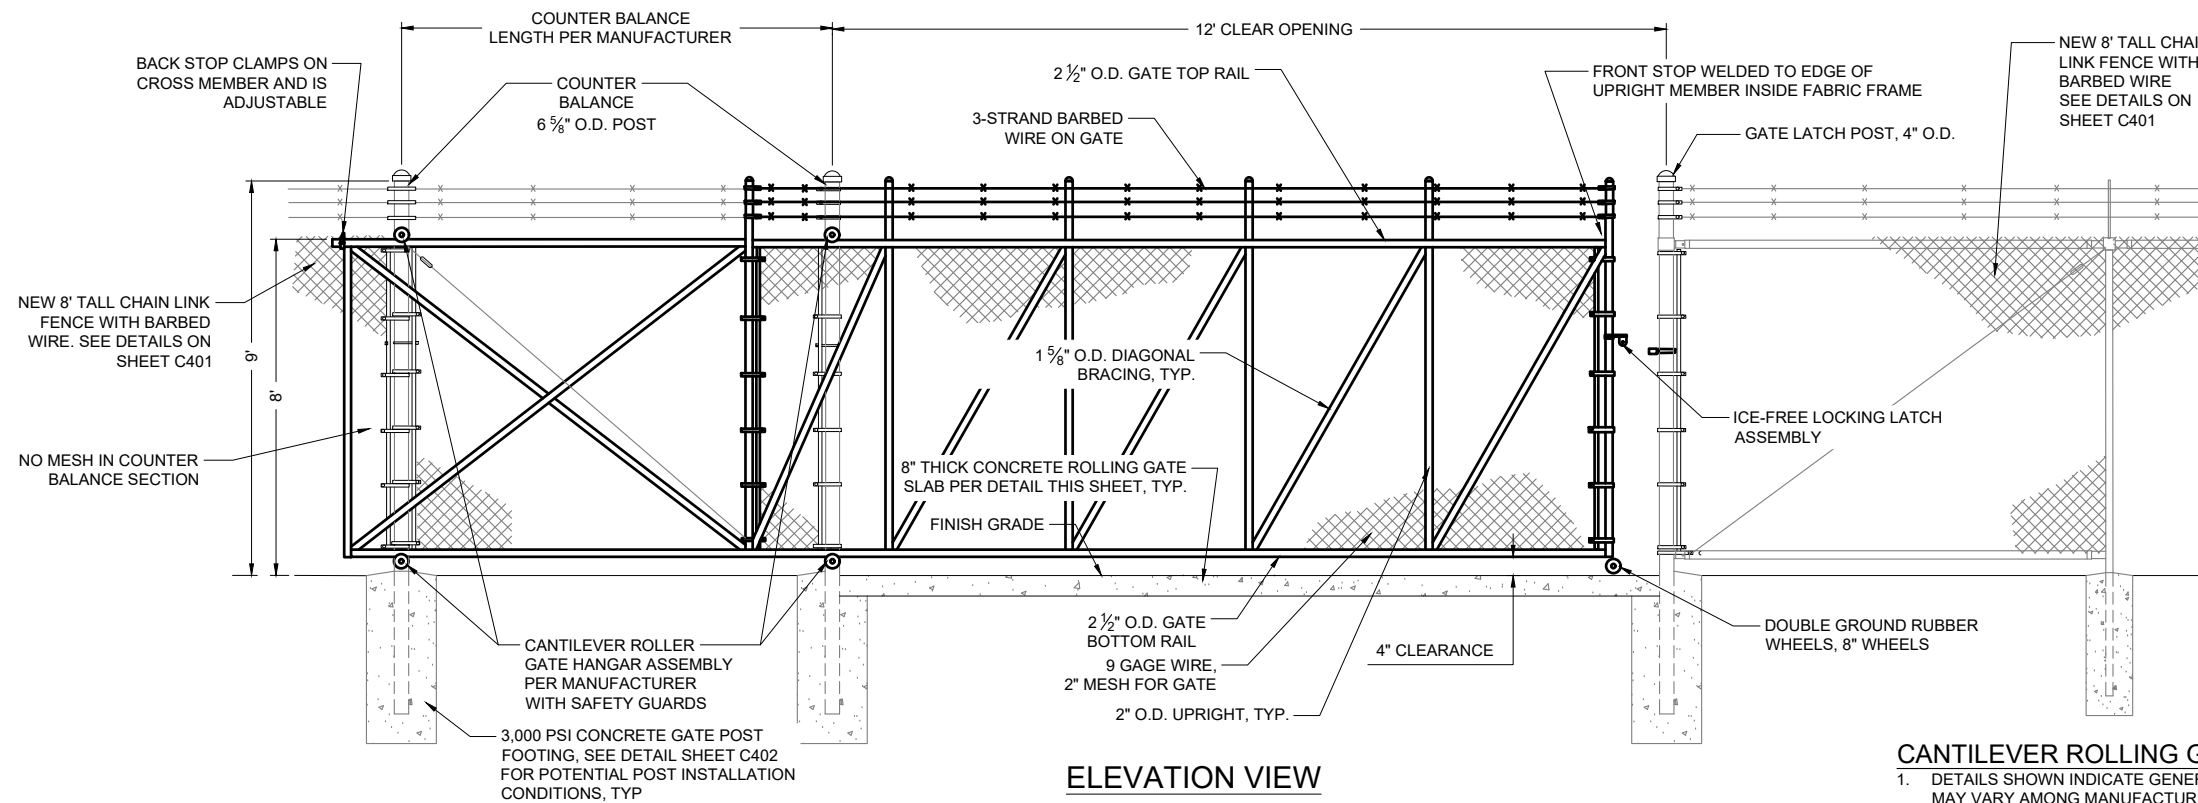 COUNTER BALANCE
LENGTH PER MANUFACTURER
12' CLEAR OPENING
BACK STOP CLAMPS ON
CROSS MEMBER AND IS
ADJUSTABLE
COUNTER
BALANCE
6 5/8" O.D. POST
2 1/2" O.D. GATE TOP RAIL
3-STRAND BARBED
WIRE ON GATE
FRONT STOP WELDED TO EDGE OF
UPRIGHT MEMBER INSIDE FABRIC FRAME
GATE LATCH POST, 4" O.D.
NEW 8' TALL CHAI
LINK FENCE WITH
BARBED WIRE
SEE DETAILS ON
SHEET C401
NEW 8' TALL CHAIN LINK
FENCE WITH BARBED
WIRE. SEE DETAILS ON
SHEET C401
9'
8'
NO MESH IN COUNTER
BALANCE SECTION
1 5/8" O.D. DIAGONAL
BRACING, TYP.
ICE-FREE LOCKING LATCH
ASSEMBLY
8" THICK CONCRETE ROLLING GATE
SLAB PER DETAIL THIS SHEET, TYP.
FINISH GRADE
CANTILEVER ROLLER
GATE HANGAR ASSEMBLY
PER MANUFACTURER
WITH SAFETY GUARDS
2 1/2" O.D. GATE
BOTTOM RAIL
9 GAGE WIRE,
2" MESH FOR GATE
2" O.D. UPRIGHT, TYP.
4" CLEARANCE
DOUBLE GROUND RUBBER
WHEELS, 8" WHEELS
3,000 PSI CONCRETE GATE POST
FOOTING, SEE DETAIL SHEET C402
FOR POTENTIAL POST INSTALLATION
CONDITIONS, TYP
ELEVATION VIEW
CANTILEVER ROLLING G
1. DETAILS SHOWN INDICATE GENER
MAY VARY AMONG MANUFACTUR